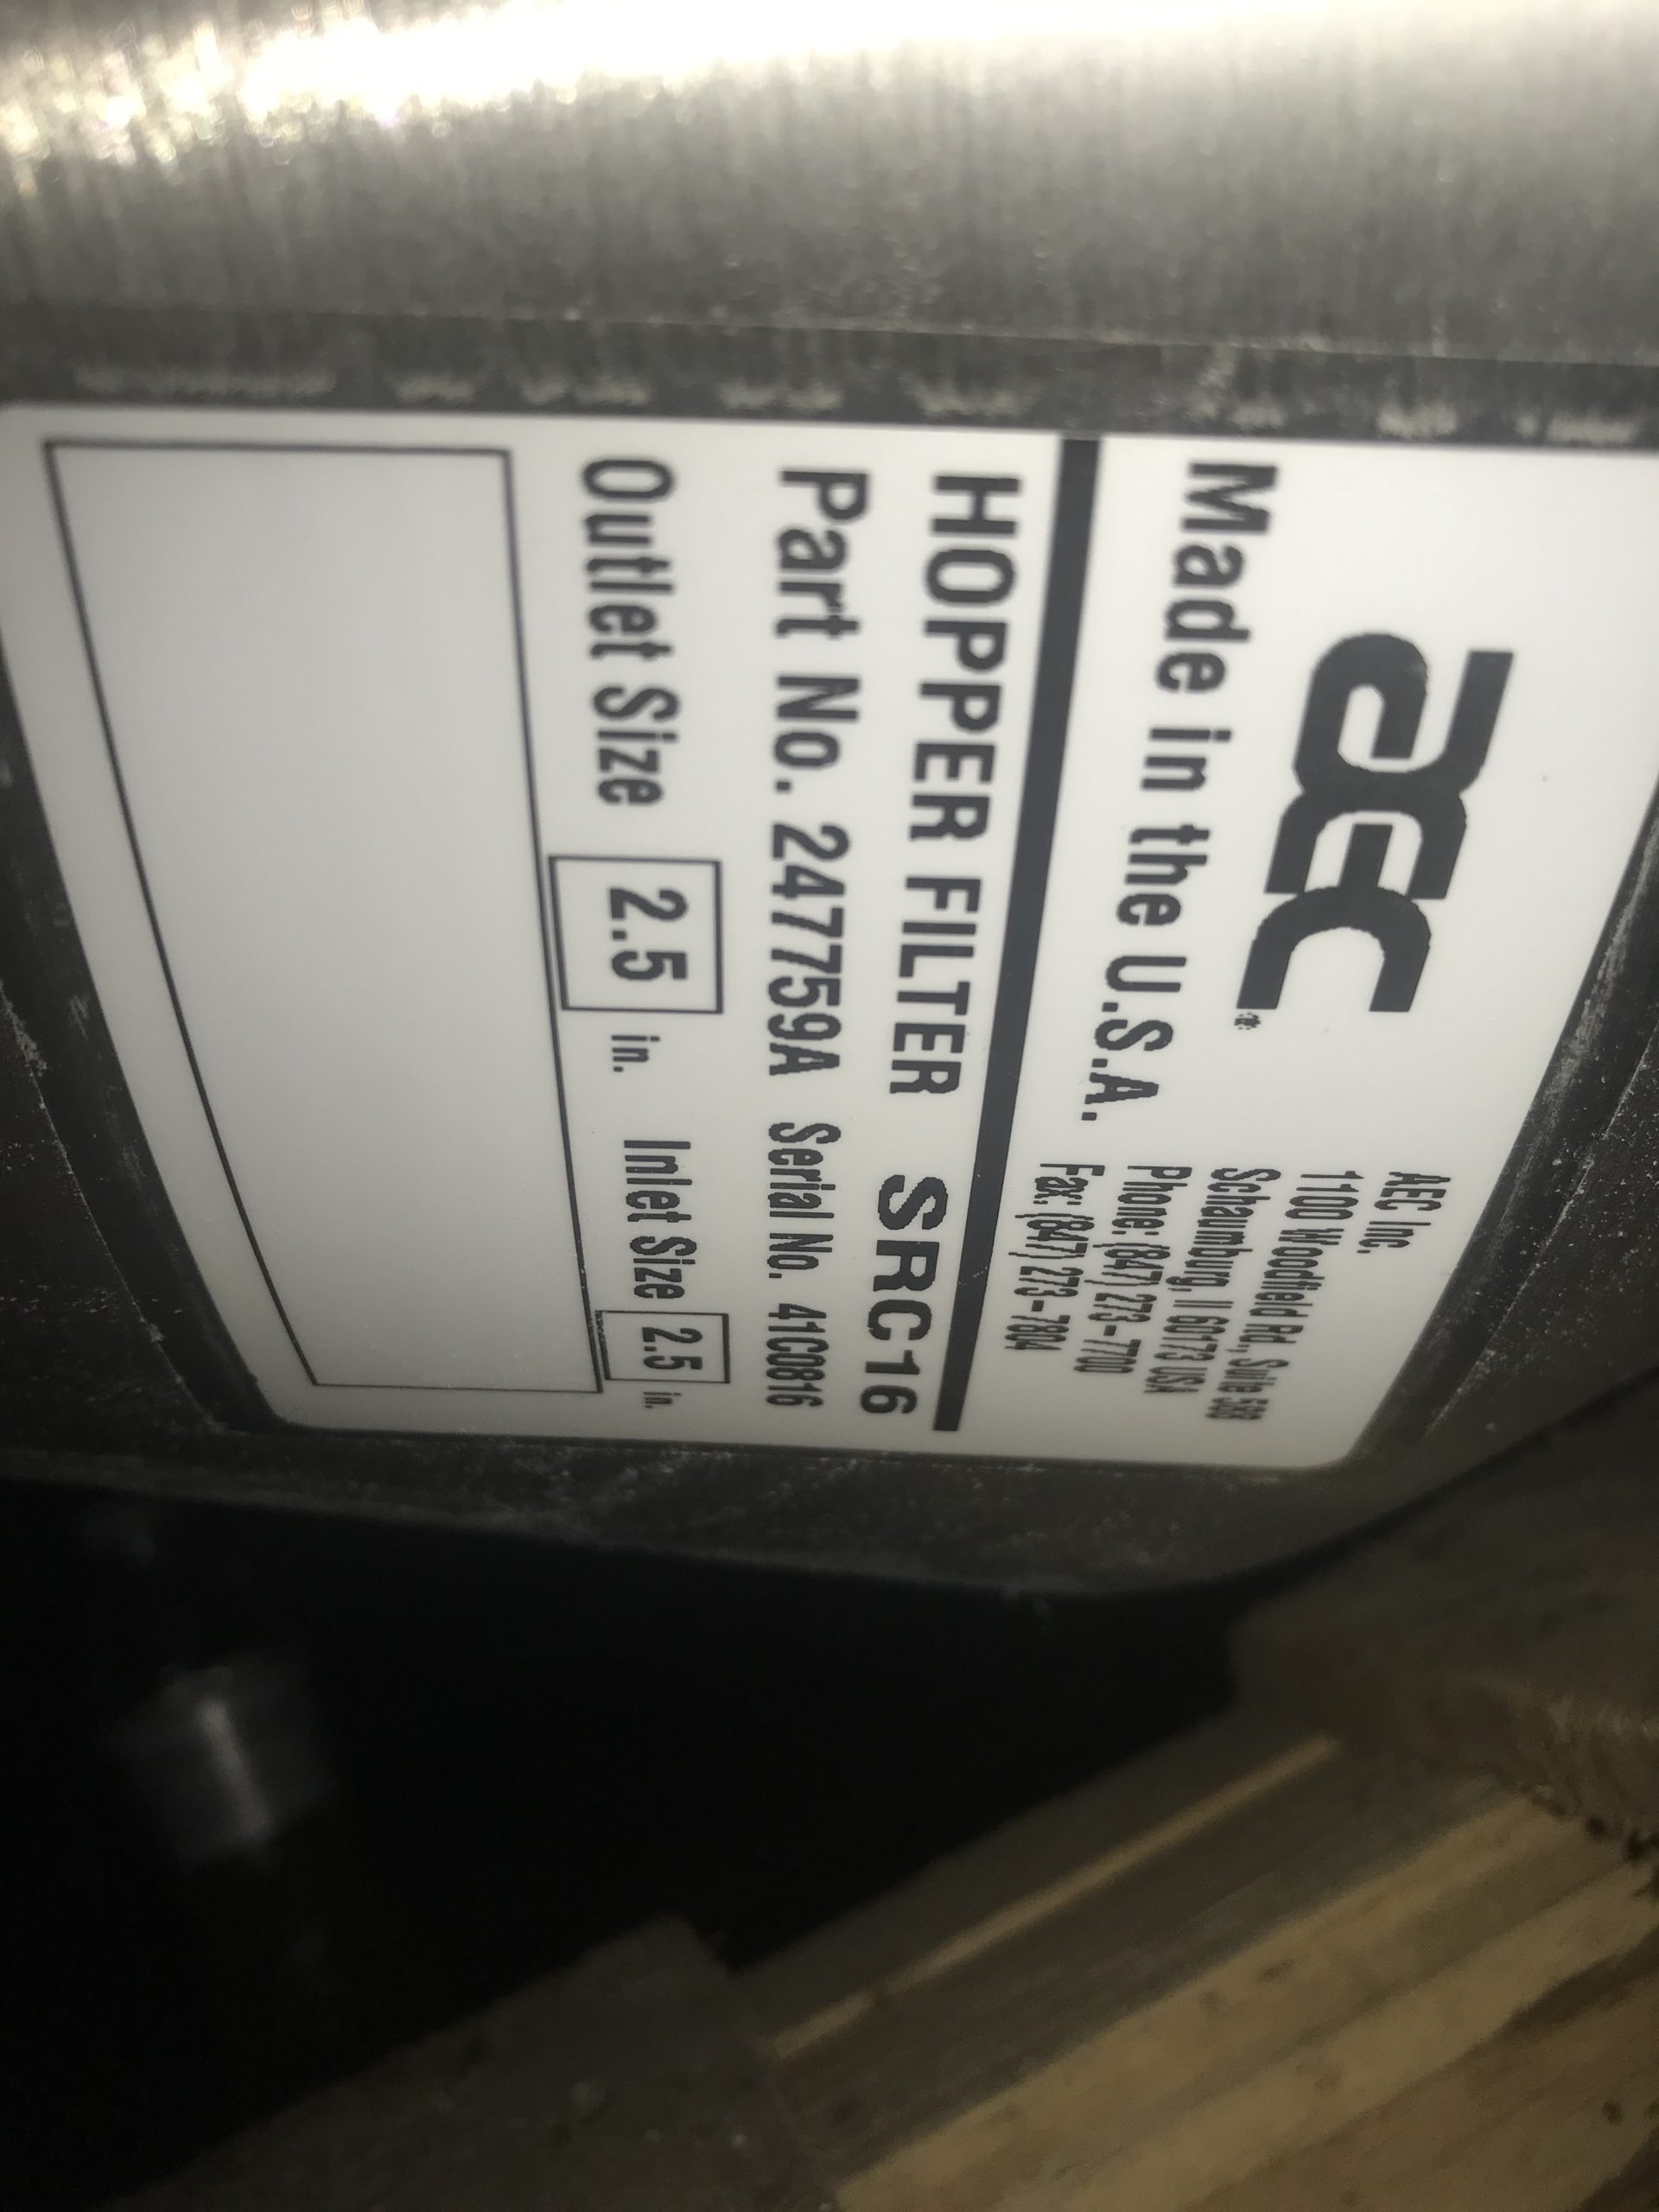 AEC
Made in the U.S.A.
AEC Inc.
1100 Woodfield Rd., Suite 588
Schaumburg, Il 60173 USA
Phone: (847) 273-7700
Fax: (847) 273-7804
HOPPER FILTER SRC16
Part No. 247759A Serial No. 41C0816
Outlet Size 2.5 in. Inlet Size 2.5 in.